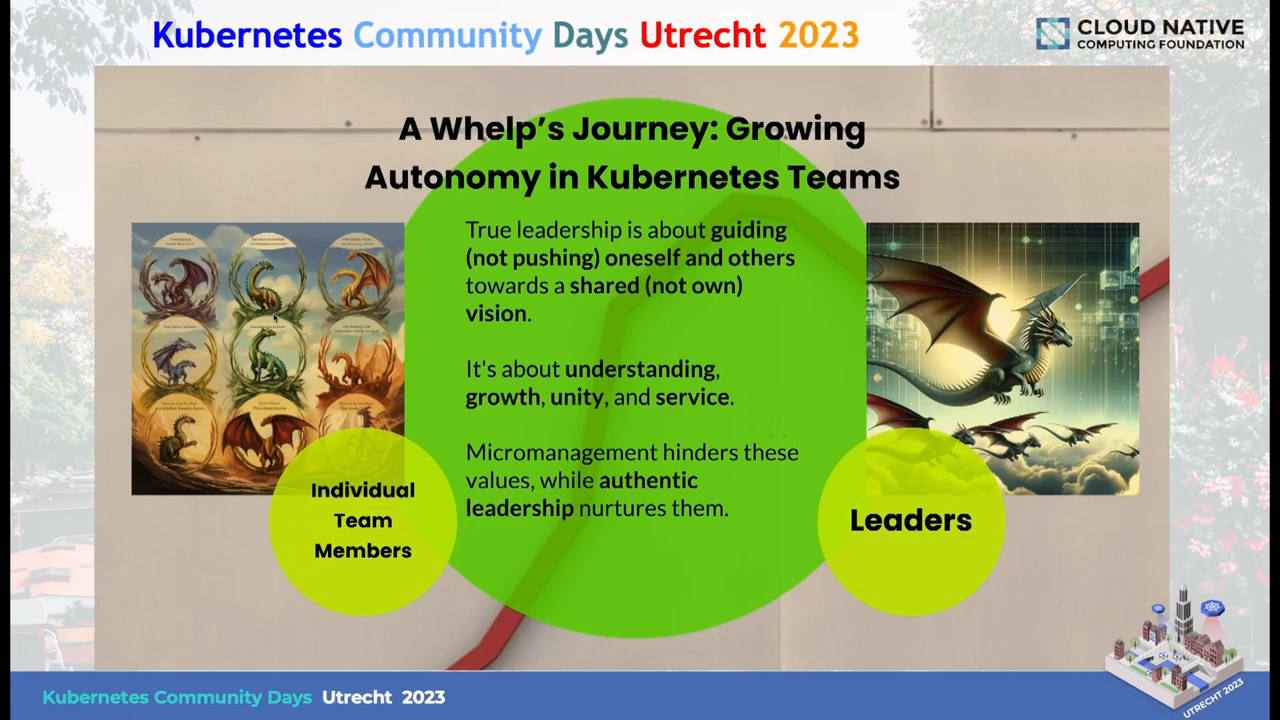 Kubernetes Community Days Utrecht 2023
CLOUD NATIVE
COMPUTING FOUNDATION
A Whelp's Journey: Growing
Autonomy in Kubernetes Teams
True leadership is about guiding
(not pushing) oneself and others
towards a shared (not own)
vision.
It's about understanding,
growth, unity, and service.
Micromanagement hinders these
values, while authentic
leadership nurtures them.
Individual
Team
Members
Leaders
Kubernetes Community Days Utrecht 2023
UTRECHT 2023